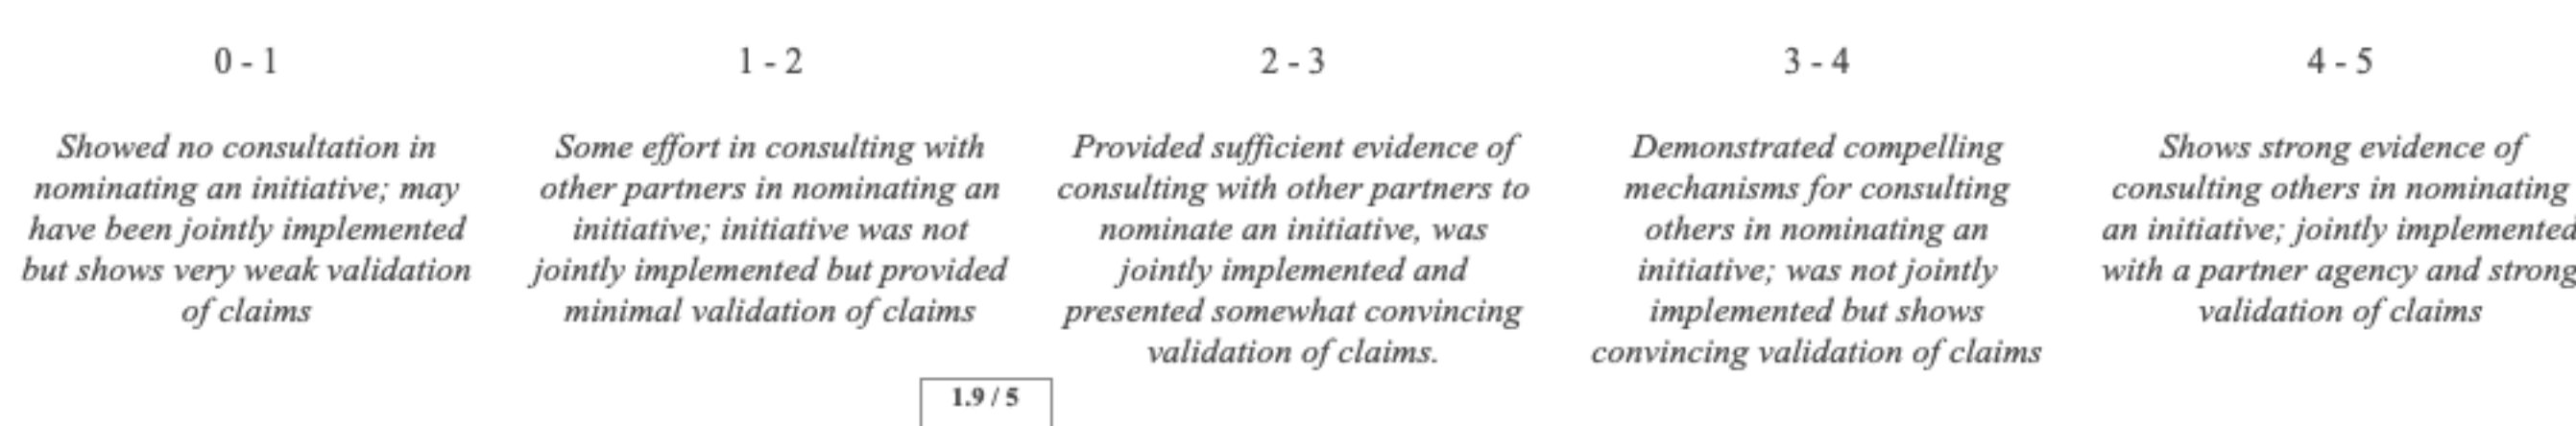 0 - 1
Showed no consultation in
nominating an initiative; may
have been jointly implemented
but shows very weak validation
of claims
1 - 2
Some effort in consulting with
other partners in nominating an
initiative; initiative was not
jointly implemented but provided
minimal validation of claims
2 - 3
Provided sufficient evidence of
consulting with other partners to
nominate an initiative, was
jointly implemented and
presented somewhat convincing
validation of claims.
3 - 4
Demonstrated compelling
mechanisms for consulting
others in nominating an
initiative; was not jointly
implemented but shows
convincing validation of claims
4 - 5
Shows strong evidence of
consulting others in nominating
an initiative; jointly implemented
with a partner agency and strong
validation of claims
1.9 / 5